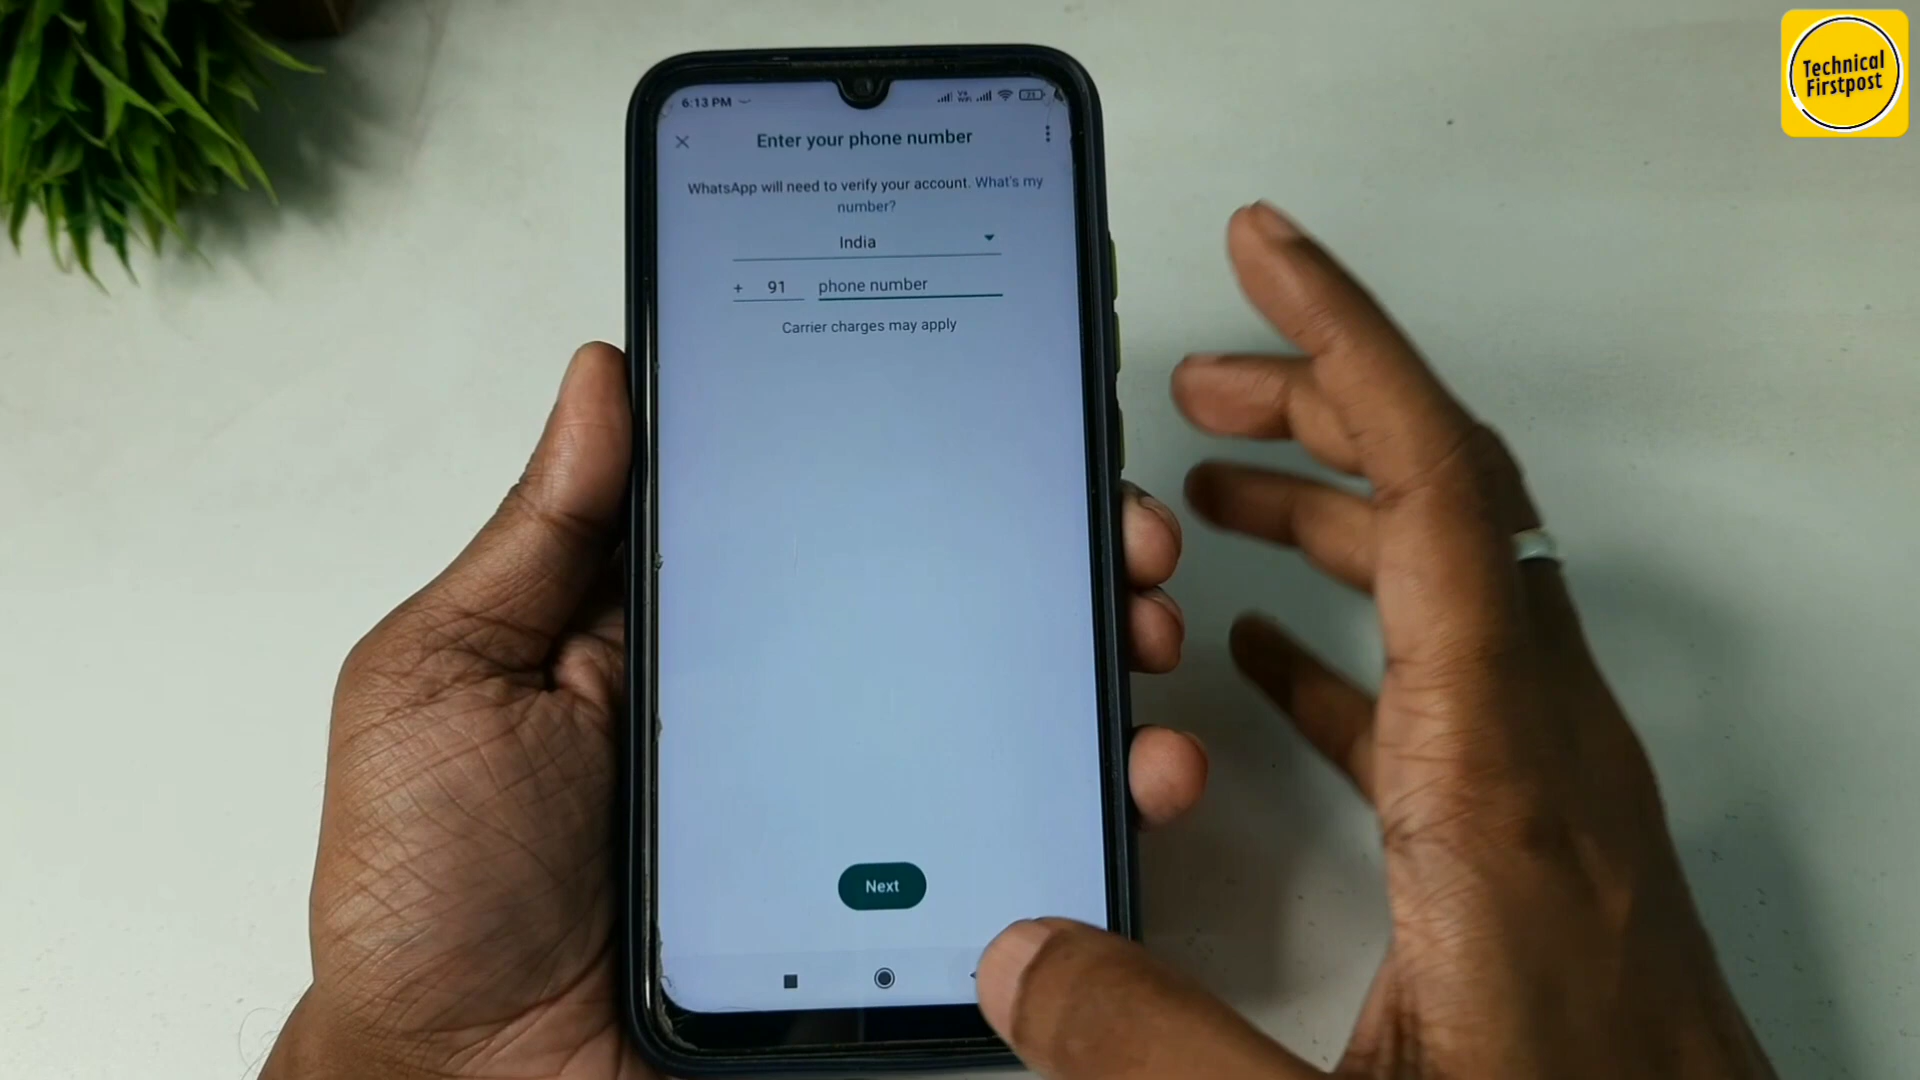 Technical
Firstpost
6:13 PM
21
Enter your phone number
WhatsApp will need to verify your account. What's my
number?
India
+ 91 phone number
Carrier charges may apply
Next